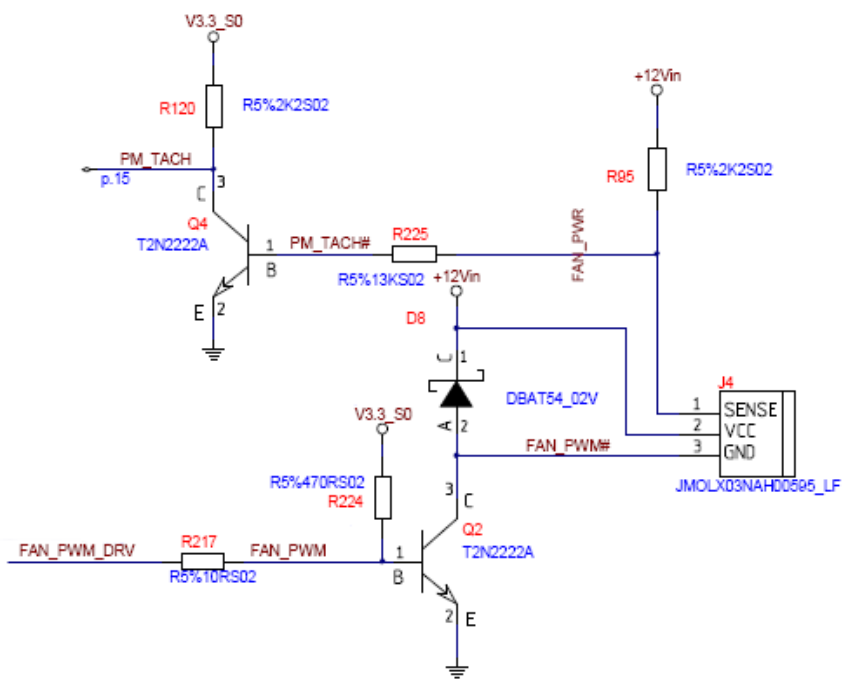 V3.3_S0
R120
R5%2K2S02
PM_TACH
p.15
3
C
Q4
T2N2222A
1
B
E
2
PM_TACH#
R225
R5%13KS02
FAN_PWR
+12Vin
R95
R5%2K2S02
+12Vin
D8
C
1
DBAT54_02V
A
2
J4
1
SENSE
2
VCC
3
GND
JMOLX03NAH00595_LF
FAN_PWM#
V3.3_S0
R5%470RS02
R224
3
C
Q2
T2N2222A
FAN_PWM_DRV
R217
R5%10RS02
FAN_PWM
1
B
2
E